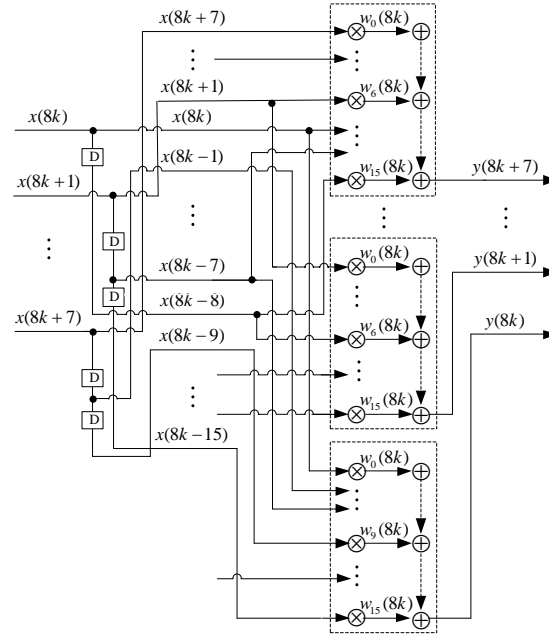 x(8k+7)
w₀(8k)
x(8k+1)
w₆(8k)
x(8k)
x(8k)
D
x(8k−1)
w₁₅(8k)
y(8k+7)
x(8k+1)
D
w₀(8k)
y(8k+1)
x(8k−7)
D
x(8k−8)
x(8k+7)
w₆(8k)
y(8k)
x(8k−9)
D
w₁₅(8k)
D
x(8k−15)
w₀(8k)
w₉(8k)
w₁₅(8k)